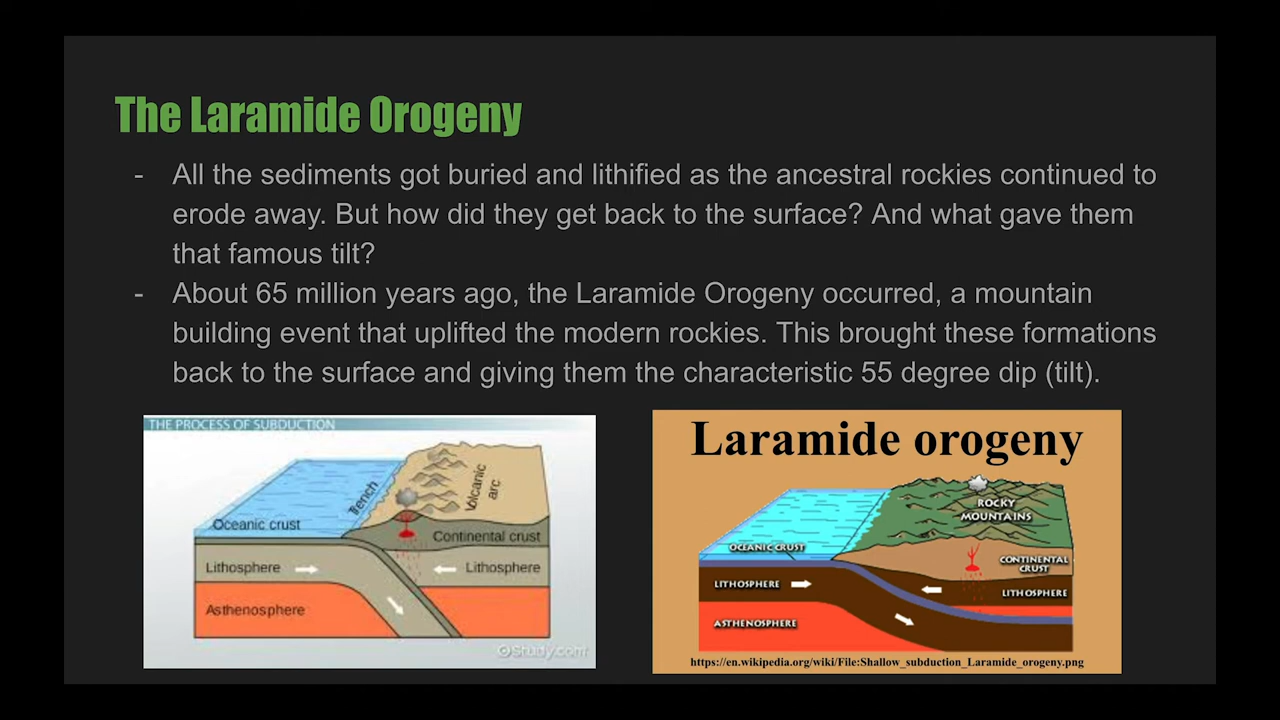 The Laramide Orogeny
- All the sediments got buried and lithified as the ancestral rockies continued to
erode away. But how did they get back to the surface? And what gave them
that famous tilt?
- About 65 million years ago, the Laramide Orogeny occurred, a mountain
building event that uplifted the modern rockies. This brought these formations
back to the surface and giving them the characteristic 55 degree dip (tilt).
THE PROCESS OF SUBDUCTION
Trench
Volcanic
arc
Oceanic crust
Continental crust
Lithosphere
Lithosphere
Asthenosphere
©Study.com
Laramide orogeny
ROCKY
MOUNTAINS
OCEANIC CRUST
CONTINENTAL
CRUST
LITHOSPHERE
LITHOSPHERE
ASTHENOSPHERE
https://en.wikipedia.org/wiki/File:Shallow_subduction_Laramide_orogeny.png